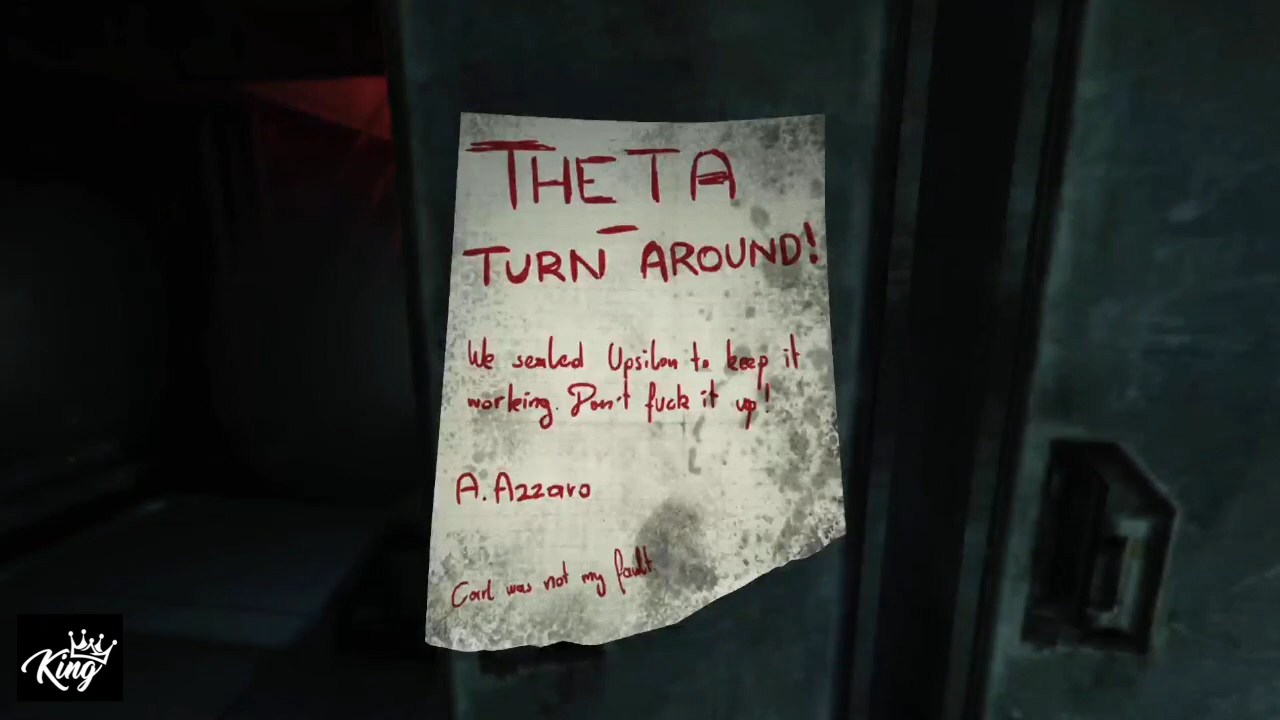 THETA
-
TURN AROUND!
We sealed Upsilon to keep it
working. Don't fuck it up!
A. Azzaro
Carl was not my fault.
King